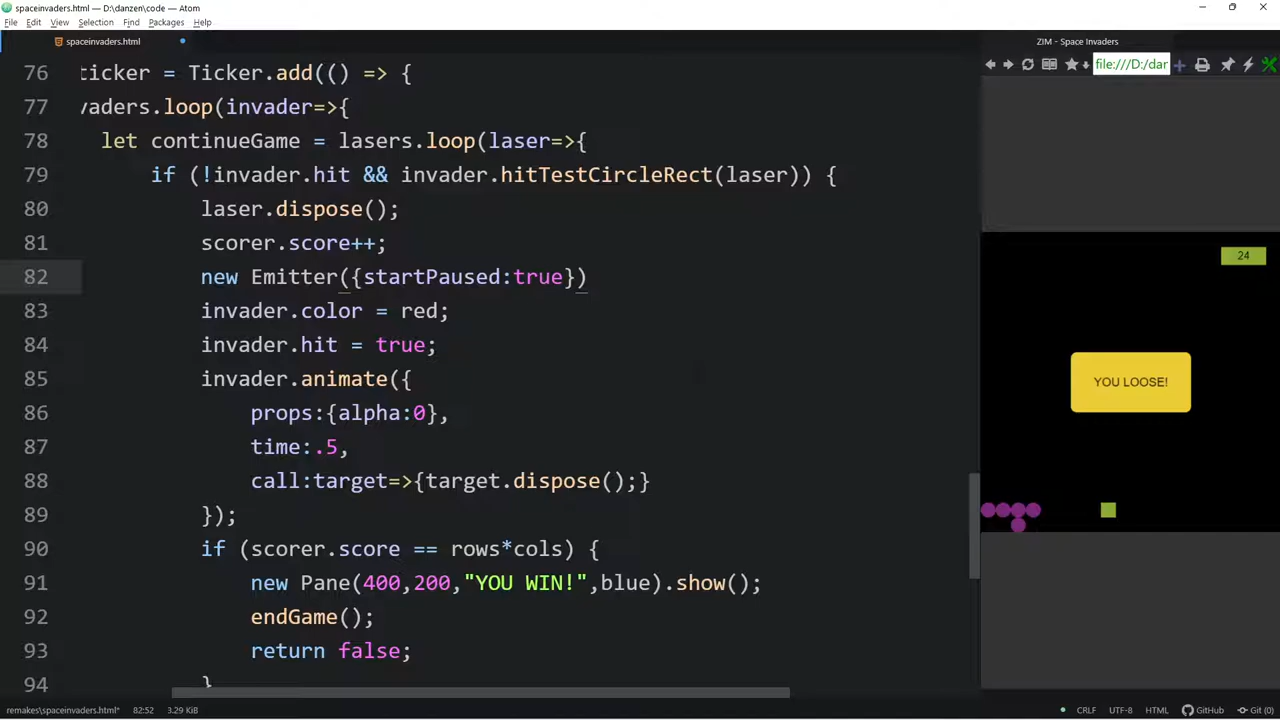 spaceinvaders.html — D:\danzen\code — Atom
File Edit View Selection Find Packages Help
spaceinvaders.html
ZIM - Space Invaders
file:///D:/dar
76 ticker = Ticker.add(() => {
77 vaders.loop(invader=>{
78 let continueGame = lasers.loop(laser=>{
79 if (!invader.hit && invader.hitTestCircleRect(laser)) {
80 laser.dispose();
81 scorer.score++;
82 new Emitter({startPaused:true})
83 invader.color = red;
84 invader.hit = true;
85 invader.animate({
86 props:{alpha:0},
87 time:.5,
88 call:target=>{target.dispose();}
89 });
90 if (scorer.score == rows*cols) {
91 new Pane(400,200,"YOU WIN!",blue).show();
92 endGame();
93 return false;
94 }
24
YOU LOOSE!
remakes\spaceinvaders.html* 82:52 3.29 KiB
CRLF UTF-8 HTML GitHub Git (0)